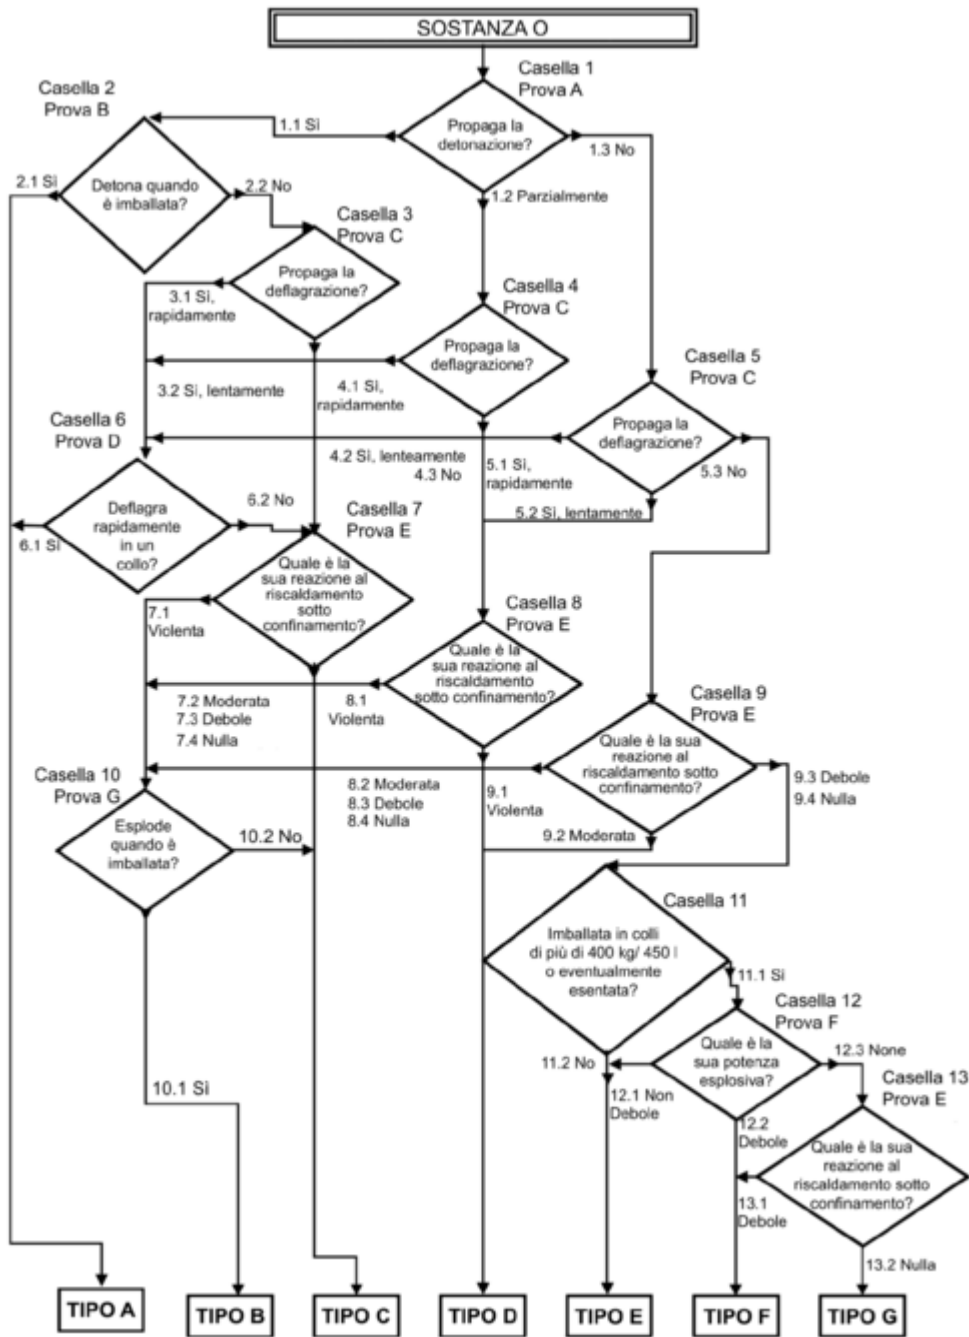 SOSTANZA O
Casella 1
Prova A
Propaga la
detonazione?
1.1 Sì
1.3 No
1.2 Parzialmente
Casella 2
Prova B
Detona quando
è imballata?
2.1 Sì
2.2 No
Casella 3
Prova C
Propaga la
deflagrazione?
3.1 Sì,
rapidamente
3.2 Sì, lentamente
Casella 4
Prova C
Propaga la
deflagrazione?
4.1 Sì,
rapidamente
4.2 Sì, lenteamente
4.3 No
Casella 5
Prova C
Propaga la
deflagrazione?
5.1 Sì,
rapidamente
5.2 Sì, lentamente
5.3 No
Casella 6
Prova D
Deflagra
rapidamente
in un
collo?
6.1 Sì
6.2 No
Casella 7
Prova E
Quale è la
sua reazione al
riscaldamento
sotto
confinamento?
7.1
Violenta
7.2 Moderata
7.3 Debole
7.4 Nulla
Casella 8
Prova E
Quale è la
sua reazione al
riscaldamento
sotto confinamento?
8.1
Violenta
8.2 Moderata
8.3 Debole
8.4 Nulla
Casella 9
Prova E
Quale è la sua
reazione al
riscaldamento sotto
confinamento?
9.1
Violenta
9.2 Moderata
9.3 Debole
9.4 Nulla
Casella 10
Prova G
Esplode
quando è
imballata?
10.2 No
10.1 Sì
Casella 11
Imballata in colli
di più di 400 kg/ 450 l
o eventualmente
esentata?
11.1 Sì
11.2 No
Casella 12
Prova F
Quale è la
sua potenza
esplosiva?
12.3 None
12.1 Non
Debole
12.2
Debole
Casella 13
Prova E
Quale è la sua
reazione al
riscaldamento sotto
confinamento?
13.1
Debole
13.2 Nulla
TIPO A
TIPO B
TIPO C
TIPO D
TIPO E
TIPO F
TIPO G